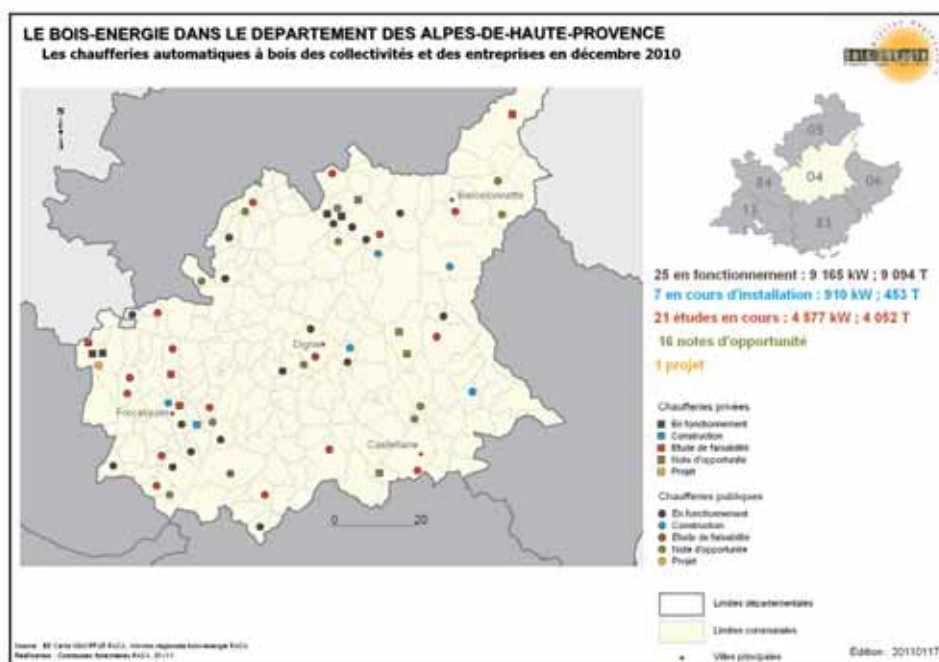 LE BOIS-ENERGIE DANS LE DEPARTEMENT DES ALPES-DE-HAUTE-PROVENCE
Les chaufferies automatiques à bois des collectivités et des entreprises en décembre 2010
Barcelonnette
Digne
Forcalquier
Castellane
0 20
05
04
84
06
13
83
25 en fonctionnement : 9 165 kW ; 9 094 T
7 en cours d'installation : 910 kW ; 453 T
21 études en cours : 4 577 kW ; 4 052 T
16 notes d'opportunité
1 projet
Chaufferies privées
En fonctionnement
Construction
Etude de faisabilité
Note d'opportunité
Projet
Chaufferies publiques
En fonctionnement
Construction
Étude de faisabilité
Note d'opportunité
Projet
Limites départementales
Limites communales
Villes principales
Edition : 20110117